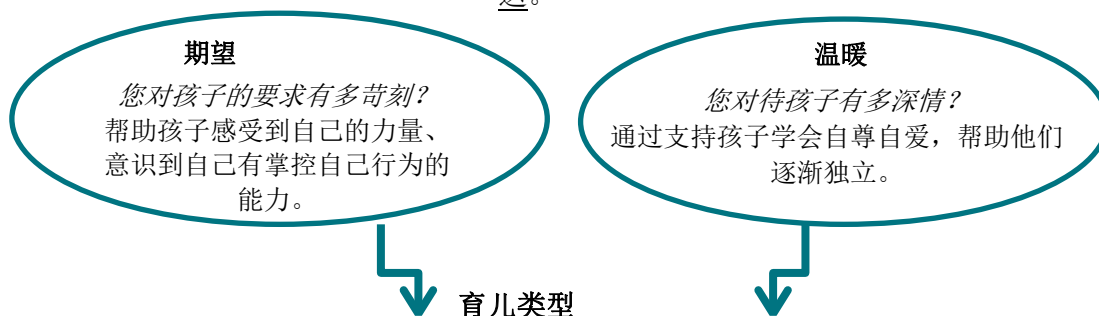 期望
您对孩子的要求有多苛刻？
帮助孩子感受到自己的力量、
意识到自己有掌控自己行为的
能力。
温暖
您对待孩子有多深情？
通过支持孩子学会自尊自爱，帮助他们
逐渐独立。
育儿类型